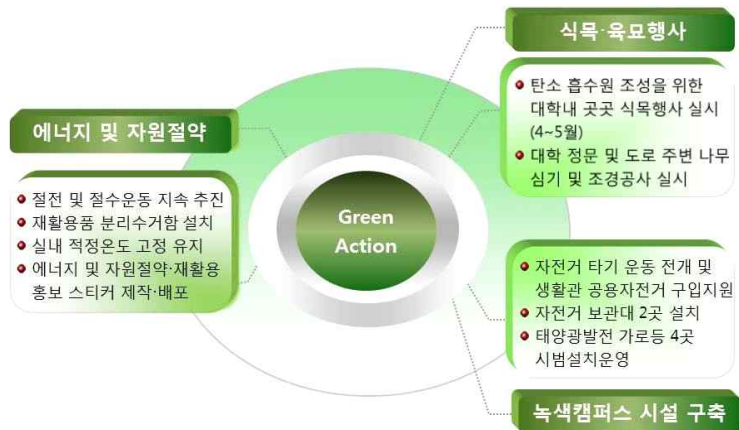 식목·육묘행사
탄소 흡수원 조성을 위한
대학내 곳곳 식목행사 실시
(4~5월)
대학 정문 및 도로 주변 나무
심기 및 조경공사 실시
에너지 및 자원절약
절전 및 절수운동 지속 추진
재활용품 분리수거함 설치
실내 적정온도 고정 유지
에너지 및 자원절약·재활용
홍보 스티커 제작·배포
Green
Action
자전거 타기 운동 전개 및
생활관 공용자전거 구입지원
자전거 보관대 2곳 설치
태양광발전 가로등 4곳
시범설치운영
녹색캠퍼스 시설 구축